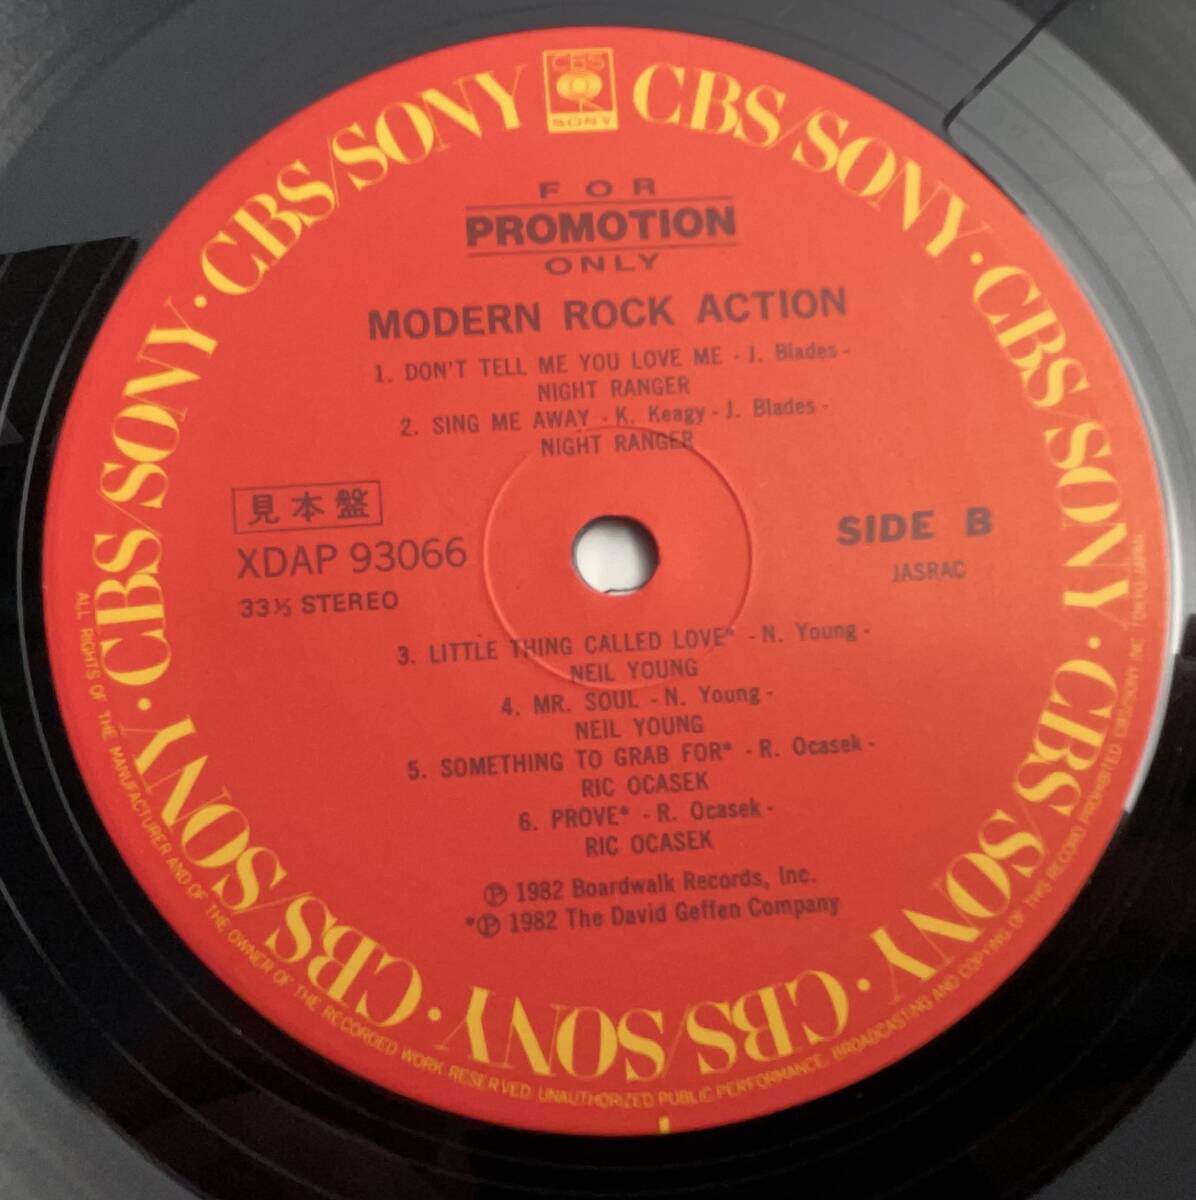 CBS
SONY
CBS/SONY · CBS/SONY · CBS/SONY · CBS/SONY · CBS/SONY · CBS/SONY · CBS/SONY · CBS/SONY
FOR
PROMOTION
ONLY
MODERN ROCK ACTION
1. DON'T TELL ME YOU LOVE ME - J. Blades -
NIGHT RANGER
2. SING ME AWAY - K. Keagy - J. Blades -
NIGHT RANGER
見本盤
XDAP 93066
33⅓ STEREO
SIDE B
JASRAC
3. LITTLE THING CALLED LOVE* - N. Young -
NEIL YOUNG
4. MR. SOUL - N. Young -
NEIL YOUNG
5. SOMETHING TO GRAB FOR* - R. Ocasek -
RIC OCASEK
6. PROVE* - R. Ocasek -
RIC OCASEK
Ⓟ 1982 Boardwalk Records, Inc.
*Ⓟ 1982 The David Geffen Company
ALL RIGHTS OF THE MANUFACTURER AND OF THE OWNER OF THE RECORDED WORK RESERVED. UNAUTHORIZED PUBLIC PERFORMANCE, BROADCASTING AND COPYING OF THIS RECORD PROHIBITED CBS/SONY INC. TOKYO JAPAN